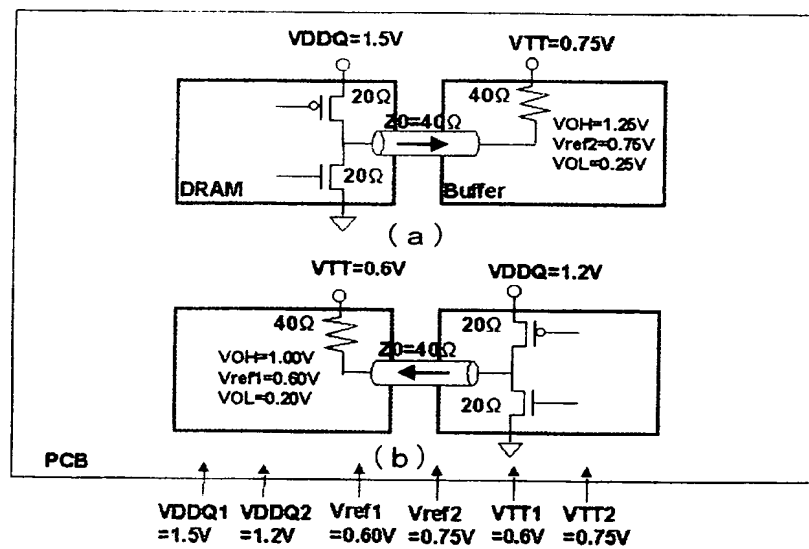 VDDQ=1.5V
VTT=0.75V
20Ω
40Ω
Z0=40Ω
VOH=1.25V
Vref2=0.75V
VOL=0.25V
20Ω
DRAM
Buffer
(a)
VTT=0.6V
VDDQ=1.2V
40Ω
20Ω
Z0=40Ω
VOH=1.00V
Vref1=0.60V
VOL=0.20V
20Ω
(b)
PCB
VDDQ1 VDDQ2 Vref1 Vref2 VTT1 VTT2
=1.5V =1.2V =0.60V =0.75V =0.6V =0.75V